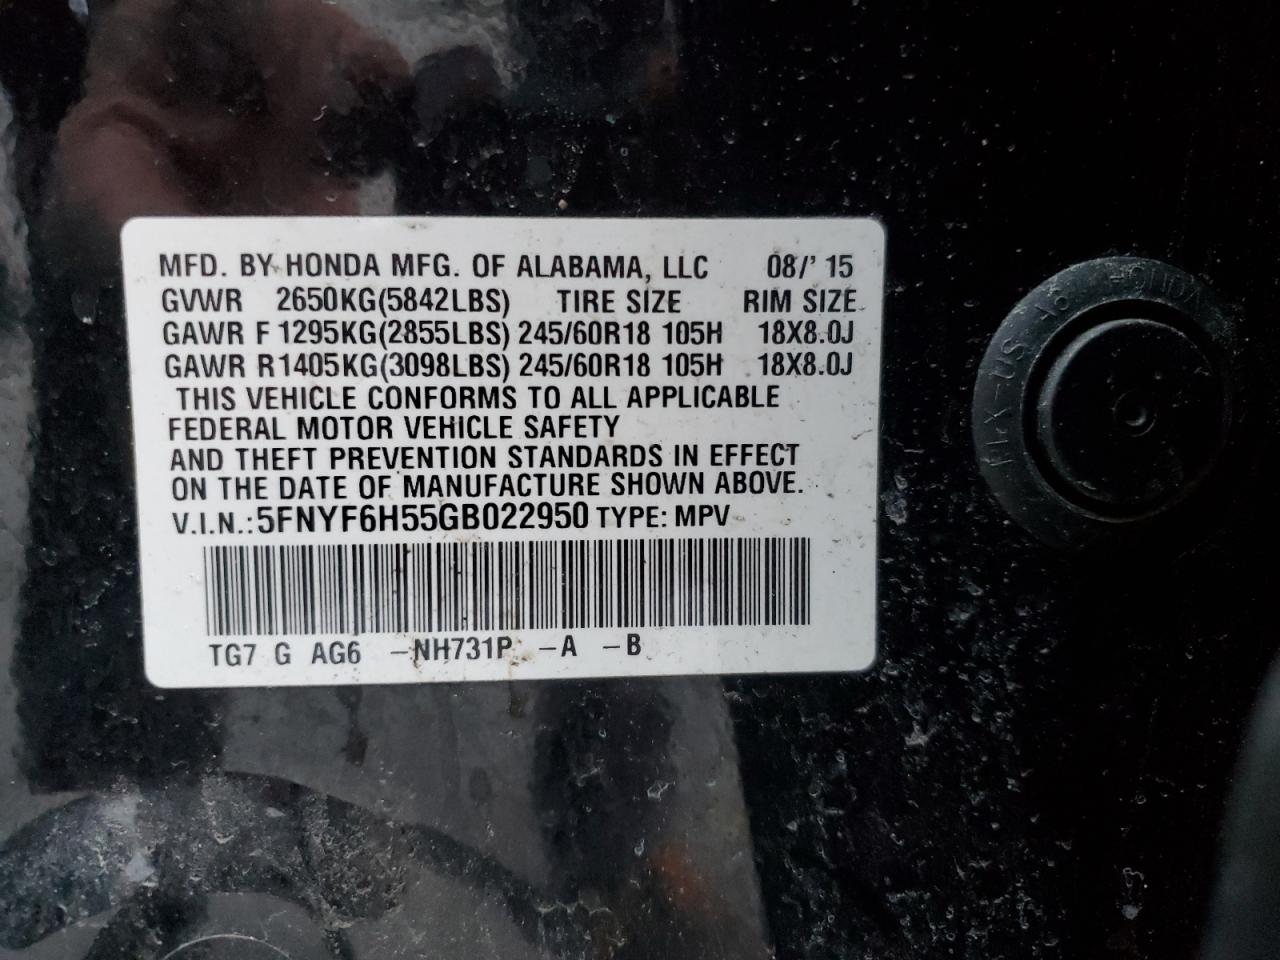 MFD. BY HONDA MFG. OF ALABAMA, LLC 08/'15
GVWR 2650KG(5842LBS) TIRE SIZE RIM SIZE
GAWR F 1295KG(2855LBS) 245/60R18 105H 18X8.0J
GAWR R1405KG(3098LBS) 245/60R18 105H 18X8.0J
THIS VEHICLE CONFORMS TO ALL APPLICABLE
FEDERAL MOTOR VEHICLE SAFETY
AND THEFT PREVENTION STANDARDS IN EFFECT
ON THE DATE OF MANUFACTURE SHOWN ABOVE.
V.I.N.:5FNYF6H55GB022950 TYPE: MPV
TG7 G AG6 -NH731P -A -B